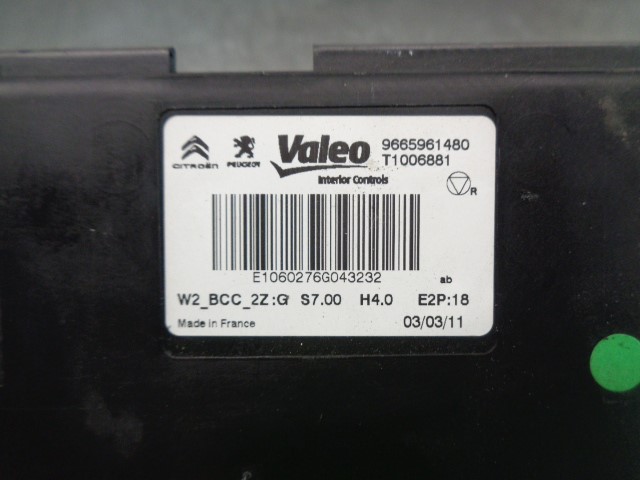 CITROËN PEUGEOT Valeo 9665961480
T1006881
Interior Controls
R
E1060276G043232 ab
W2_BCC_2Z:G S7.00 H4.0 E2P:18
Made in France 03/03/11